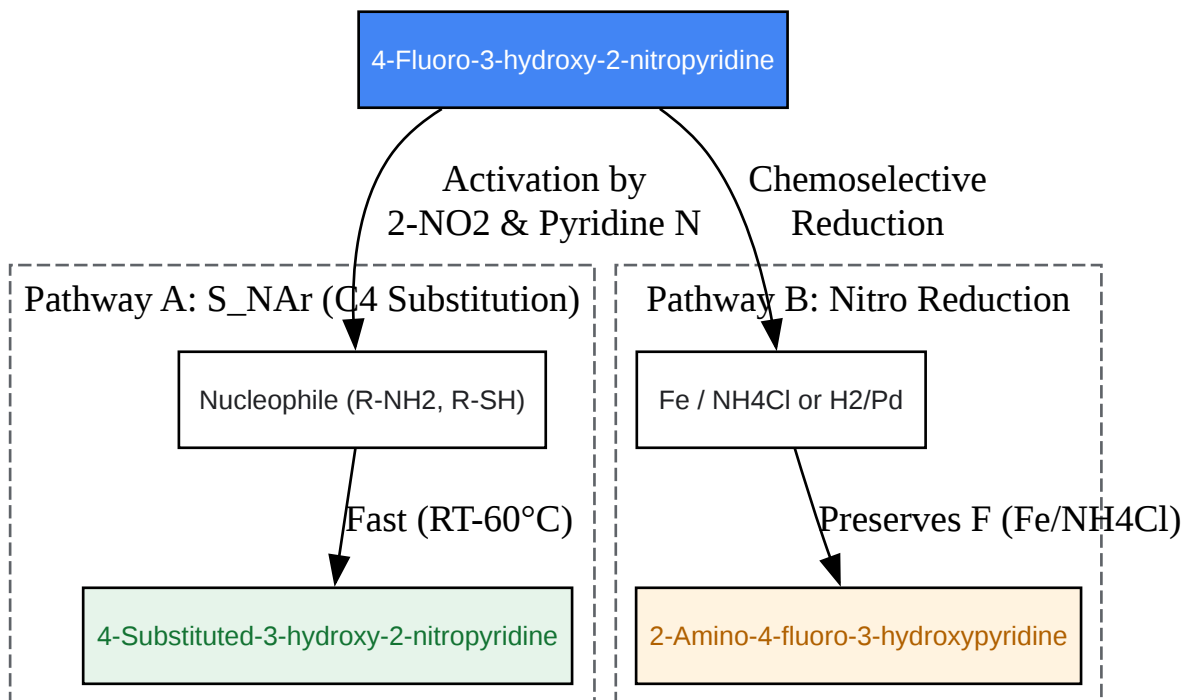 4-Fluoro-3-hydroxy-2-nitropyridine
Activation by
2-NO2 & Pyridine N
Chemoselective
Reduction
Pathway A: S_NAr (C4 Substitution)
Pathway B: Nitro Reduction
Nucleophile (R-NH2, R-SH)
Fe / NH4Cl or H2/Pd
Fast (RT-60°C)
Preserves F (Fe/NH4Cl)
4-Substituted-3-hydroxy-2-nitropyridine
2-Amino-4-fluoro-3-hydroxypyridine